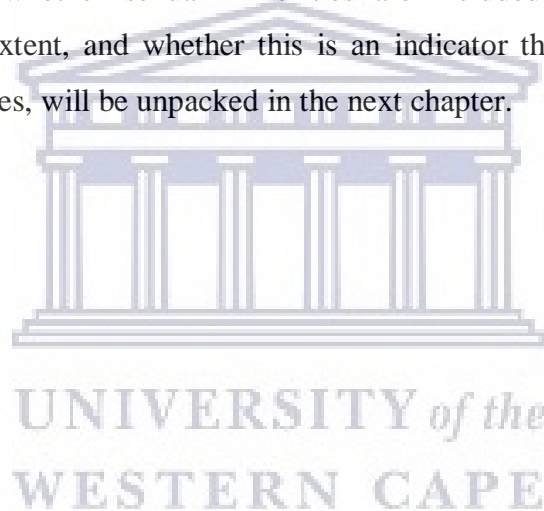 xtent, and whether this is an indicator th
es, will be unpacked in the next chapter.
UNIVERSITY of the
WESTERN CAPE